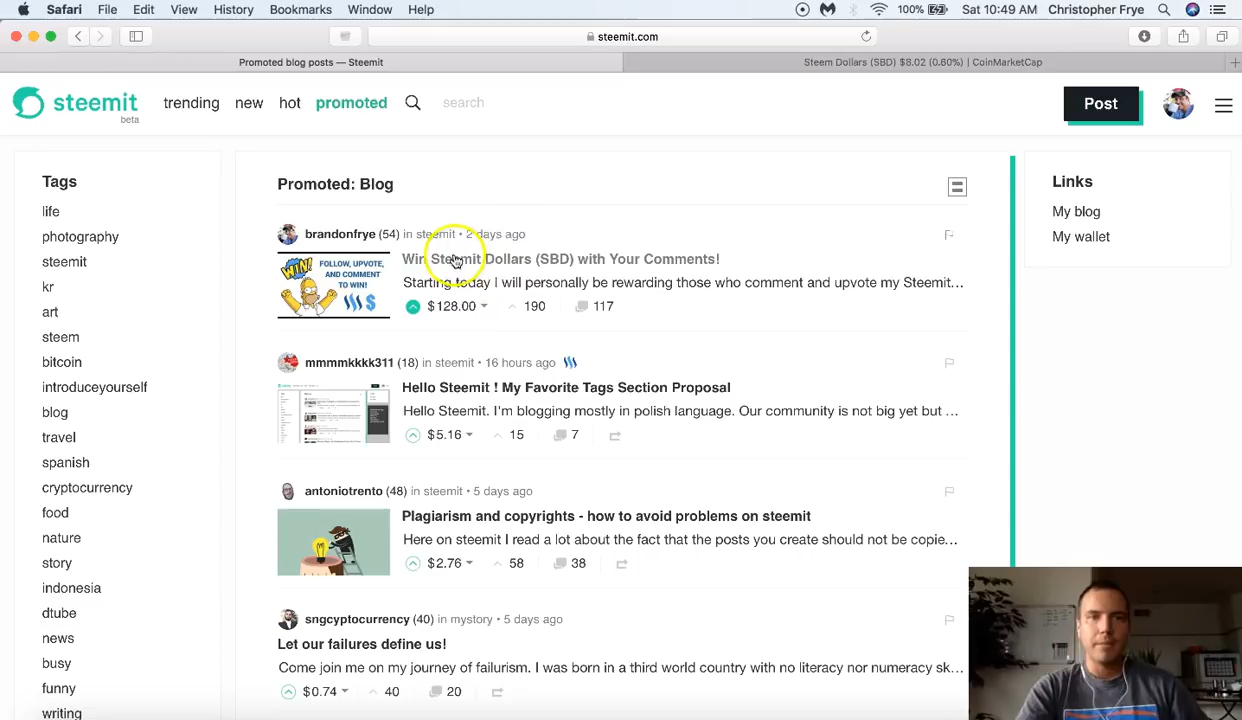 Safari File Edit View History Bookmarks Window Help 100% Sat 10:49 AM Christopher Frye
steemit.com
Promoted blog posts — Steemit
Steem Dollars (SBD) $8.02 (0.60%) | CoinMarketCap
steemit
beta
trending new hot promoted search Post
Tags
life
photography
steemit
kr
art
steem
bitcoin
introduceyourself
blog
travel
spanish
cryptocurrency
food
nature
story
indonesia
dtube
news
busy
funny
writing
Promoted: Blog
brandonfrye (54) in steemit • 2 days ago
WIN!
FOLLOW, UPVOTE,
AND COMMENT
TO WIN!
$
Win Steemit Dollars (SBD) with Your Comments!
Starting today I will personally be rewarding those who comment and upvote my Steemit…
$128.00 190 117
mmmmkkkk311 (18) in steemit • 16 hours ago
Hello Steemit ! My Favorite Tags Section Proposal
Hello Steemit. I'm blogging mostly in polish language. Our community is not big yet but …
$5.16 15 7
antoniotrento (48) in steemit • 5 days ago
Plagiarism and copyrights - how to avoid problems on steemit
Here on steemit I read a lot about the fact that the posts you create should not be copie…
$2.76 58 38
sngcyptocurrency (40) in mystory • 5 days ago
Let our failures define us!
Come join me on my journey of failurism. I was born in a third world country with no literacy nor numeracy sk…
$0.74 40 20
Links
My blog
My wallet